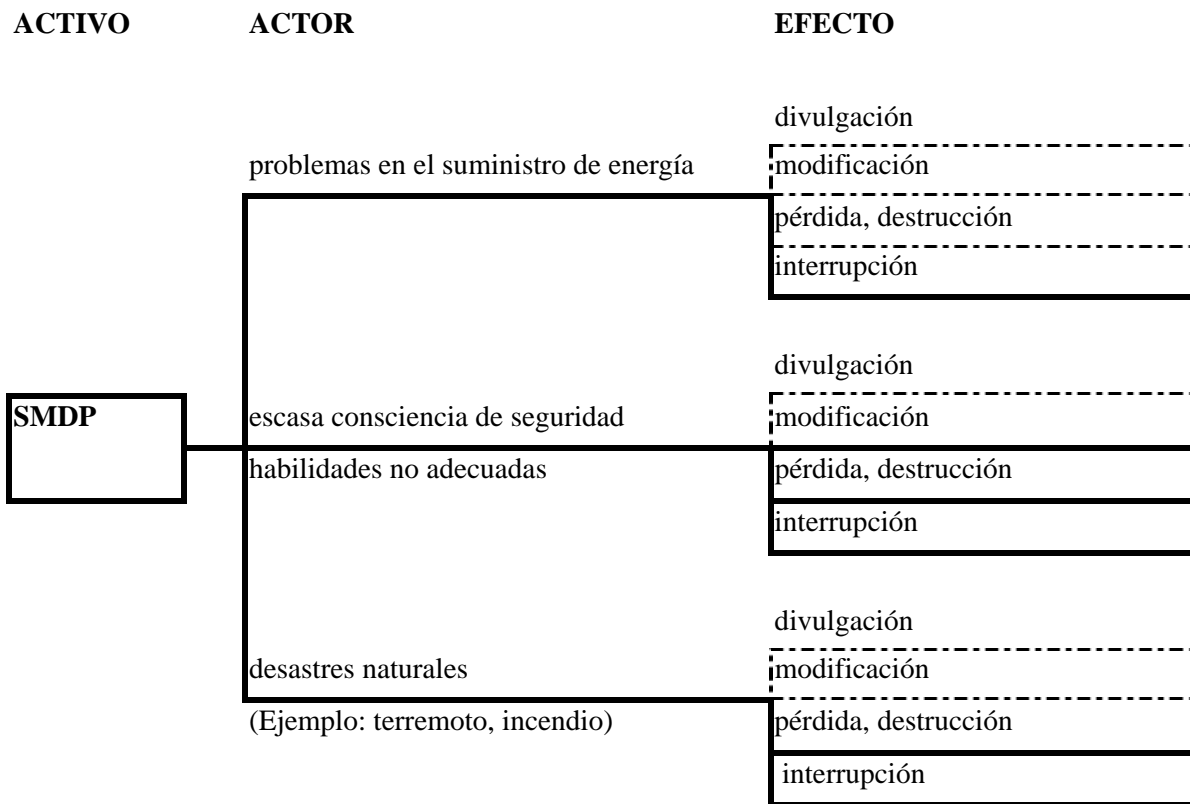 ACTIVO ACTOR EFECTO
divulgación
problemas en el suministro de energía modificación
pérdida, destrucción
interrupción
divulgación
SMDP escasa consciencia de seguridad modificación
habilidades no adecuadas pérdida, destrucción
interrupción
divulgación
desastres naturales modificación
(Ejemplo: terremoto, incendio) pérdida, destrucción
interrupción